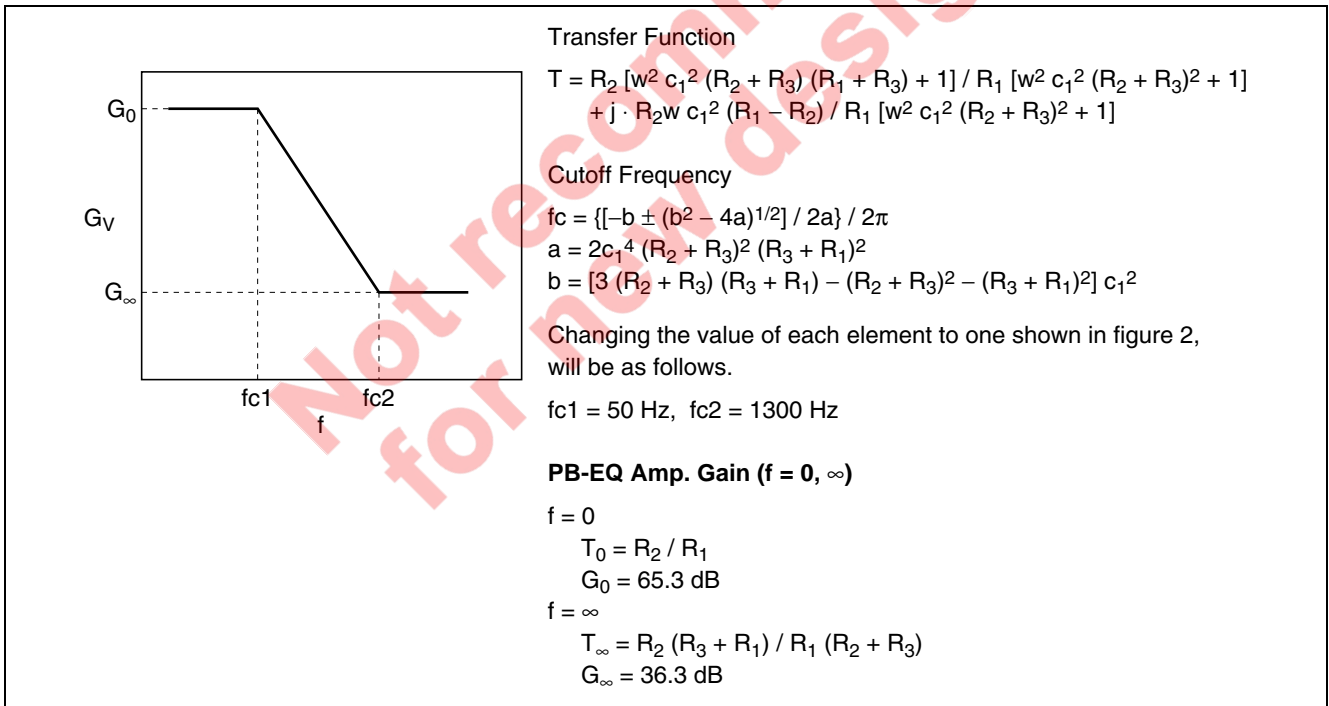 Not recomm
for new desig
G₀
G_V
G∞
fc1 fc2
f
Transfer Function
T = R₂ [w² c₁² (R₂ + R₃) (R₁ + R₃) + 1] / R₁ [w² c₁² (R₂ + R₃)² + 1]
+ j · R₂w c₁² (R₁ − R₂) / R₁ [w² c₁² (R₂ + R₃)² + 1]
Cutoff Frequency
fc = {[−b ± (b² − 4a)¹ᐟ²] / 2a} / 2π
a = 2c₁⁴ (R₂ + R₃)² (R₃ + R₁)²
b = [3 (R₂ + R₃) (R₃ + R₁) − (R₂ + R₃)² − (R₃ + R₁)²] c₁²
Changing the value of each element to one shown in figure 2,
will be as follows.
fc1 = 50 Hz, fc2 = 1300 Hz
PB-EQ Amp. Gain (f = 0, ∞)
f = 0
T₀ = R₂ / R₁
G₀ = 65.3 dB
f = ∞
T∞ = R₂ (R₃ + R₁) / R₁ (R₂ + R₃)
G∞ = 36.3 dB